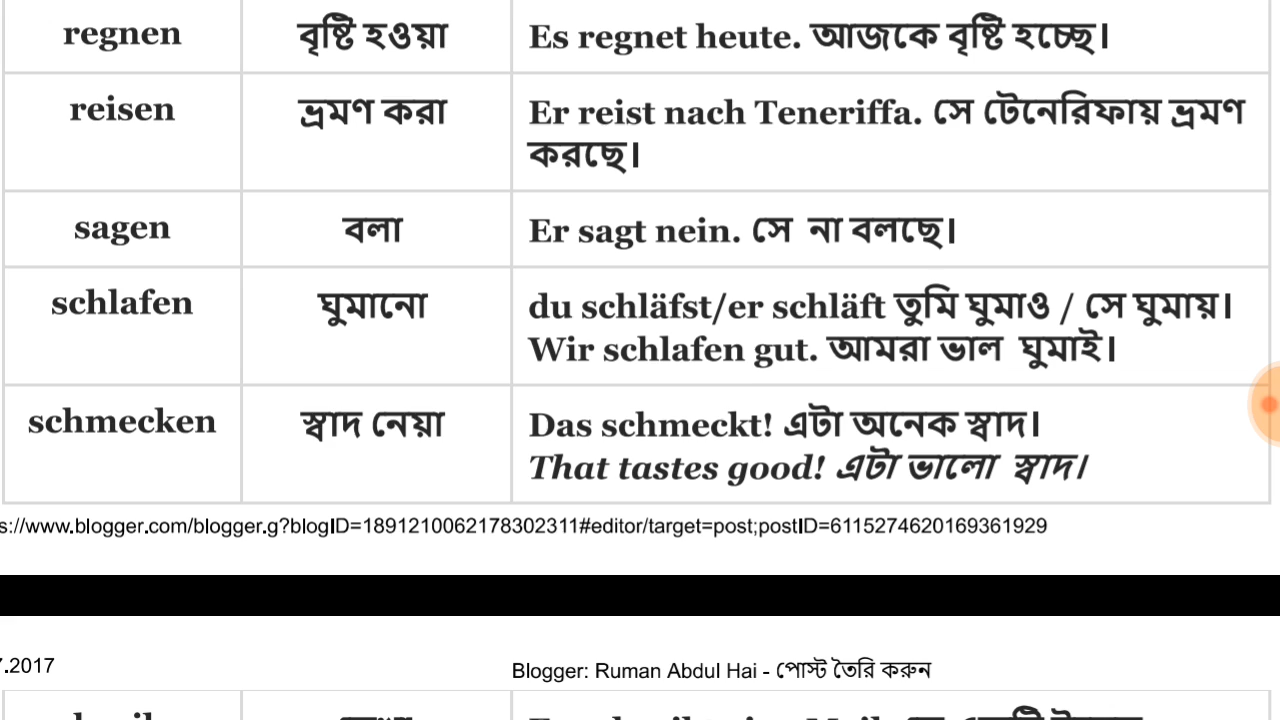 regnen বৃষ্টি হওয়া Es regnet heute. আজকে বৃষ্টি হচ্ছে।
reisen ভ্রমণ করা Er reist nach Teneriffa. সে টেনেরিফায় ভ্রমণ
করছে।
sagen বলা Er sagt nein. সে না বলছে।
schlafen ঘুমানো du schläfst/er schläft তুমি ঘুমাও / সে ঘুমায়।
Wir schlafen gut. আমরা ভাল ঘুমাই।
schmecken স্বাদ নেয়া Das schmeckt! এটা অনেক স্বাদ।
That tastes good! এটা ভালো স্বাদ।
s://www.blogger.com/blogger.g?blogID=1891210062178302311#editor/target=post;postID=6115274620169361929
.2017 Blogger: Ruman Abdul Hai - পোস্ট তৈরি করুন